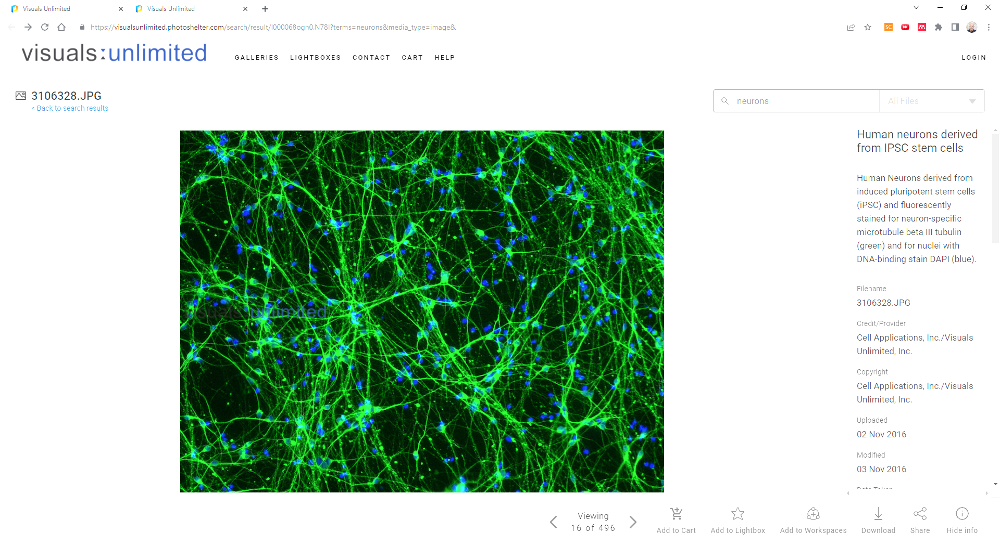 Visuals Unlimited
Visuals Unlimited
https://visualsunlimited.photoshelter.com/search/result/I000068ogn0.N78I?terms=neurons&media_type=image&
SC
visuals:unlimited
GALLERIES LIGHTBOXES CONTACT CART HELP
LOGIN
3106328.JPG
< Back to search results
neurons
All Files
Human neurons derived
from IPSC stem cells
Human Neurons derived from
induced pluripotent stem cells
(iPSC) and fluorescently
stained for neuron-specific
microtubule beta III tubulin
(green) and for nuclei with
DNA-binding stain DAPI (blue).
visuals:unlimited
Filename
3106328.JPG
Credit/Provider
Cell Applications, Inc./Visuals
Unlimited, Inc.
Copyright
Cell Applications, Inc./Visuals
Unlimited, Inc.
Uploaded
02 Nov 2016
Modified
03 Nov 2016
Viewing
16 of 496
Add to Cart
Add to Lightbox
Add to Workspaces
Download
Share
Hide info